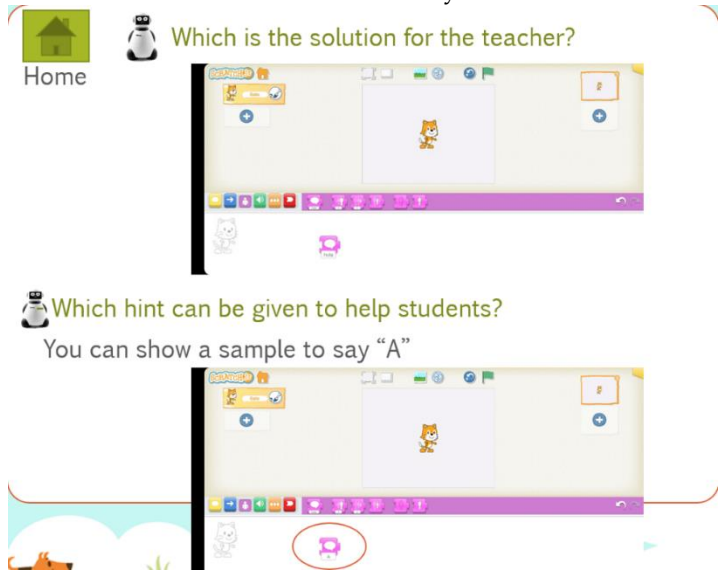 Home
Which is the solution for the teacher?
Which hint can be given to help students?
You can show a sample to say “A”